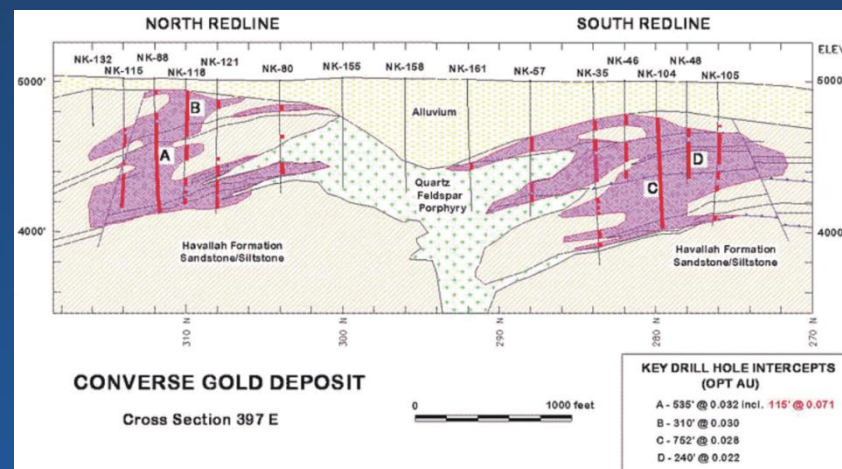 NORTH REDLINE
SOUTH REDLINE
NK-132
NK-115
NK-88
NK-118
NK-121
NK-80
NK-155
NK-158
NK-161
NK-57
NK-35
NK-46
NK-104
NK-48
NK-105
ELEV
5000'
5000
B
A
Alluvium
D
C
Quartz
Feldspar
Porphyry
4000'
4000
Havallah Formation
Sandstone/Siltstone
Havallah Formation
Sandstone/Siltstone
310 N
300 N
290 N
280 N
270 N
CONVERSE GOLD DEPOSIT
Cross Section 397 E
0 1000 feet
KEY DRILL HOLE INTERCEPTS
(OPT AU)
A - 535' @ 0.032 incl. 115' @ 0.071
B - 310' @ 0.030
C - 752' @ 0.028
D - 240' @ 0.022